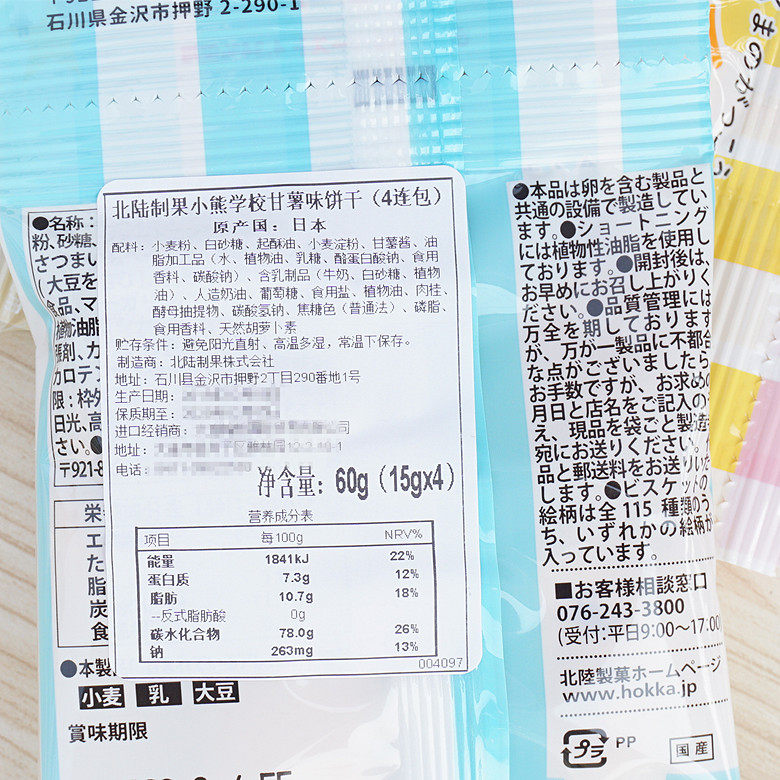 石川県金沢市押野 2-290-1
まのがっこう
北陆制果小熊学校甘薯味饼干（4连包）
原产国：日本
配料：小麦粉、白砂糖、起酥油、小麦淀粉、甘薯酱、油
脂加工品（水、植物油、乳糖、酪蛋白酸钠、食用
香料、碳酸钠）、含乳制品（牛奶、白砂糖、植物
油）、人造奶油、葡萄糖、食用盐、植物油、肉桂、
酵母抽提物、碳酸氢钠、焦糖色（普通法）、磷脂、
食用香料、天然胡萝卜素
贮存条件：避免阳光直射、高温多湿，常温下保存。
制造商：北陆制果株式会社
地址：石川县金沢市押野2丁目290番地1号
生产日期：
保质期至：
进口经销商：
地址：
电话：
净含量：60g（15gx4）
营养成分表
项目 每100g NRV%
能量 1841kJ 22%
蛋白质 7.3g 12%
脂肪 10.7g 18%
--反式脂肪酸 0g
碳水化合物 78.0g 26%
钠 263mg 13%
004097
●名称：
粉、砂糖、
さつまい
（大豆を
食品、マ
植物油脂
張剤、カ
カロテン
限：枠外
日光、高
さい。●
〒921-8
栄
エ
た
脂
炭
食
●本製
小麦 乳 大豆
賞味期限
●本品は卵を含む製品と
共通の設備で製造してい
ます。●ショートニング
には植物性油脂を使用し
ております。●開封後は、
お早めにお召し上がりく
ださい。●品質管理には
万全を期しております
が、万が一製品に不都合
な点がございましたら
お手数ですが、お求めの
月日と店名をご記入の
え、現品を袋ごと製造
宛にお送りください。代
品と郵送料をお送りいた
します。●ビスケットの
絵柄は全 115 種類のう
ち、いずれかの絵柄が
入っています。
■お客様相談窓口
076-243-3800
(受付:平日9:00〜17:00
北陸製菓ホームページ
www.hokka.jp
プラ PP 国産